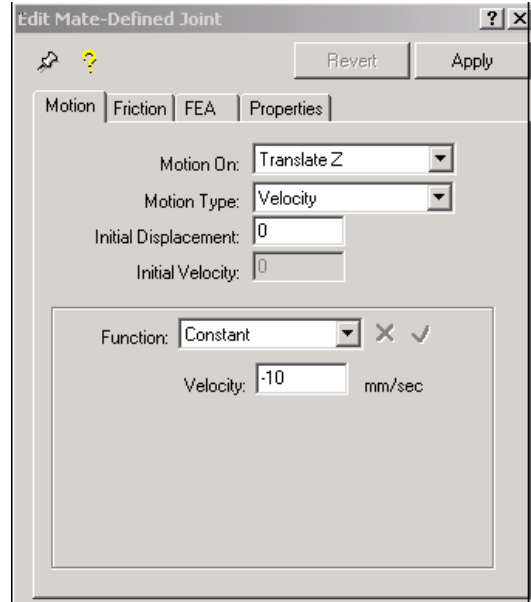 Edit Mate-Defined Joint ? X
? Revert Apply
Motion Friction FEA Properties
Motion On: Translate Z
Motion Type: Velocity
Initial Displacement: 0
Initial Velocity: 0
Function: Constant
Velocity: -10 mm/sec